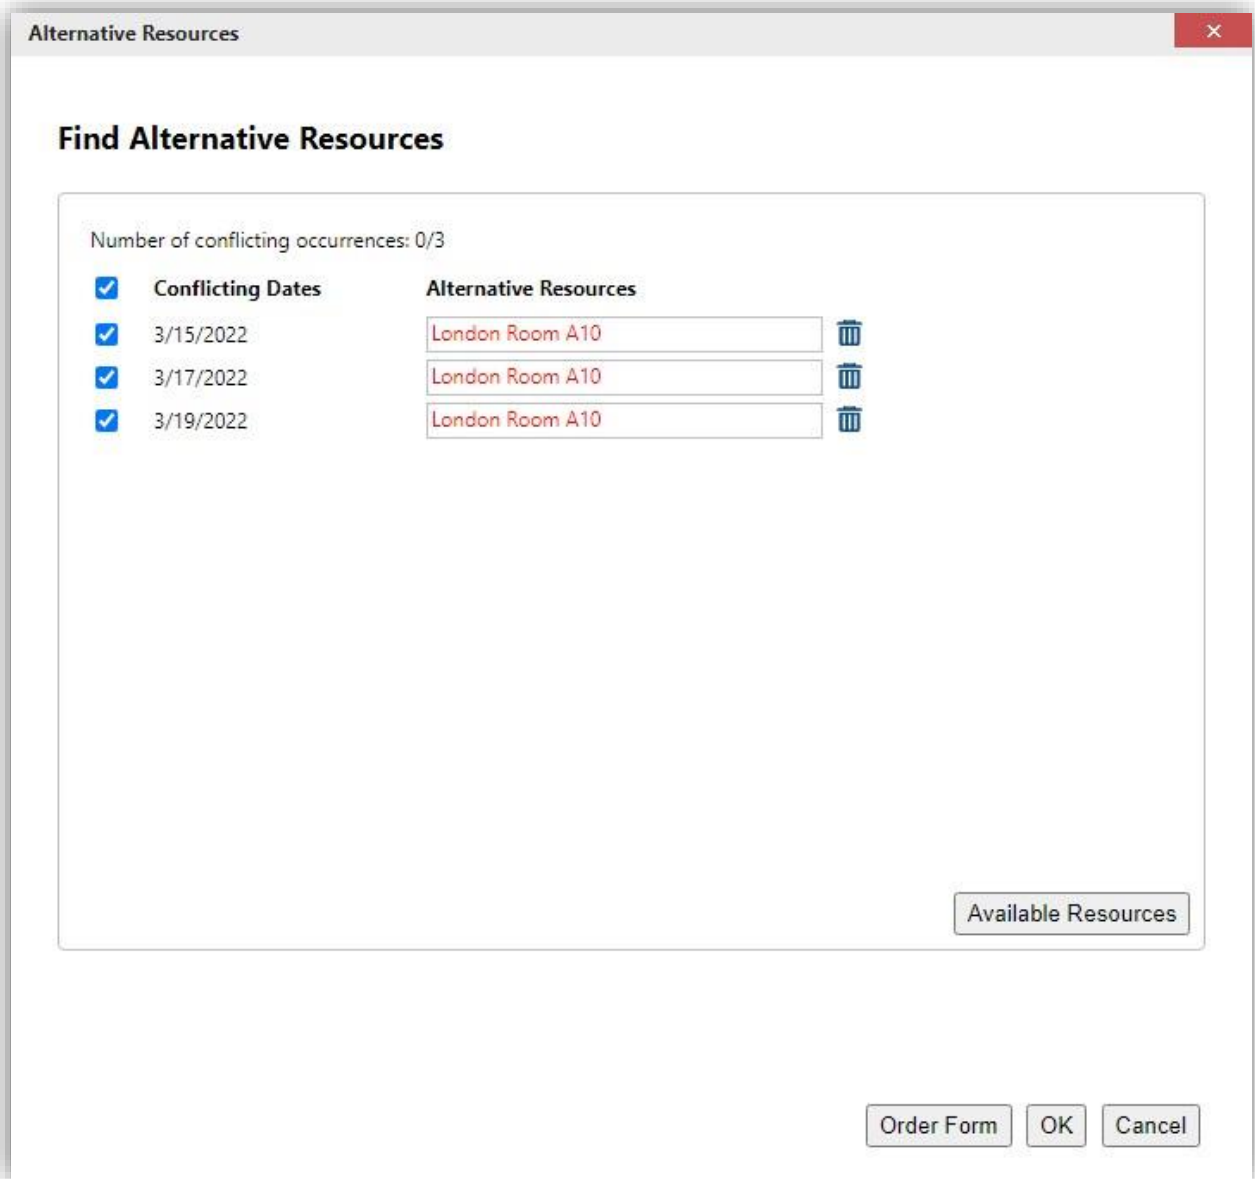 Alternative Resources
Find Alternative Resources
Number of conflicting occurrences: 0/3
Conflicting Dates Alternative Resources
3/15/2022 London Room A10
3/17/2022 London Room A10
3/19/2022 London Room A10
Available Resources
Order Form OK Cancel